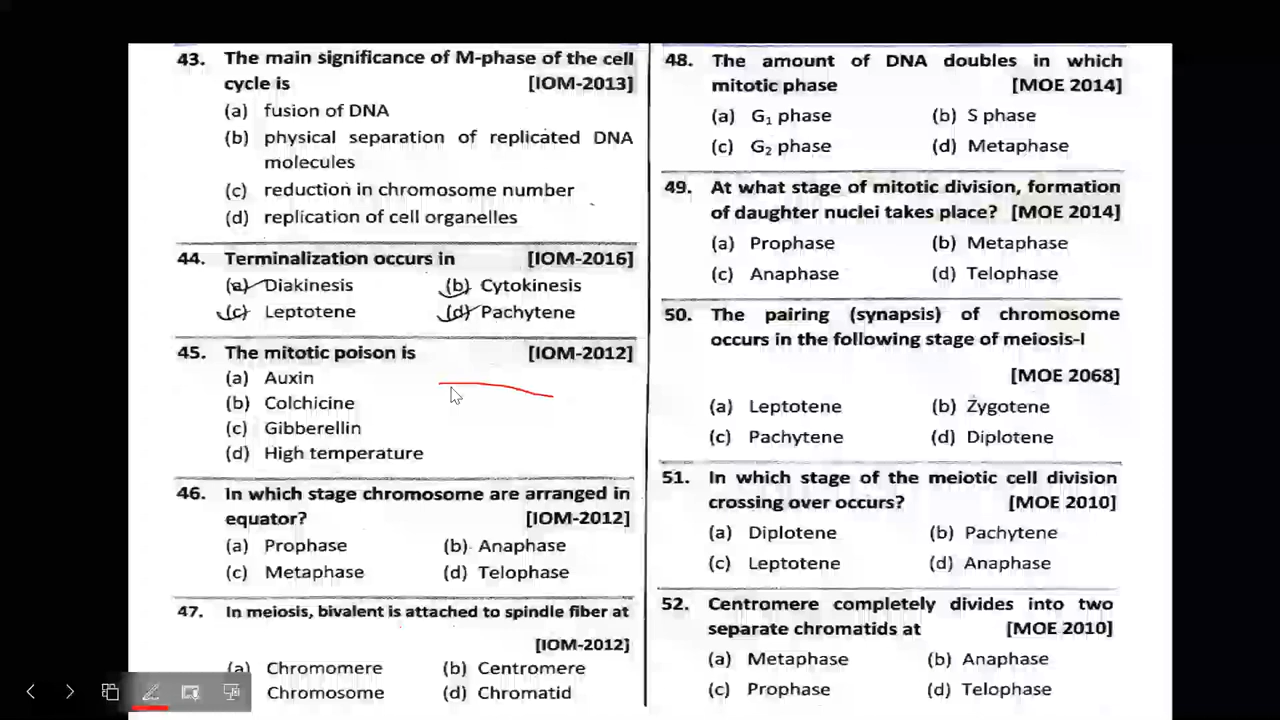 43. The main significance of M-phase of the cell
cycle is [IOM-2013]
(a) fusion of DNA
(b) physical separation of replicated DNA
molecules
(c) reduction in chromosome number
(d) replication of cell organelles
44. Terminalization occurs in [IOM-2016]
(a) Diakinesis (b) Cytokinesis
(c) Leptotene (d) Pachytene
45. The mitotic poison is [IOM-2012]
(a) Auxin
(b) Colchicine
(c) Gibberellin
(d) High temperature
46. In which stage chromosome are arranged in
equator? [IOM-2012]
(a) Prophase (b) Anaphase
(c) Metaphase (d) Telophase
47. In meiosis, bivalent is attached to spindle fiber at
[IOM-2012]
(a) Chromomere (b) Centromere
Chromosome (d) Chromatid
48. The amount of DNA doubles in which
mitotic phase [MOE 2014]
(a) G₁ phase (b) S phase
(c) G₂ phase (d) Metaphase
49. At what stage of mitotic division, formation
of daughter nuclei takes place? [MOE 2014]
(a) Prophase (b) Metaphase
(c) Anaphase (d) Telophase
50. The pairing (synapsis) of chromosome
occurs in the following stage of meiosis-I
[MOE 2068]
(a) Leptotene (b) Zygotene
(c) Pachytene (d) Diplotene
51. In which stage of the meiotic cell division
crossing over occurs? [MOE 2010]
(a) Diplotene (b) Pachytene
(c) Leptotene (d) Anaphase
52. Centromere completely divides into two
separate chromatids at [MOE 2010]
(a) Metaphase (b) Anaphase
(c) Prophase (d) Telophase